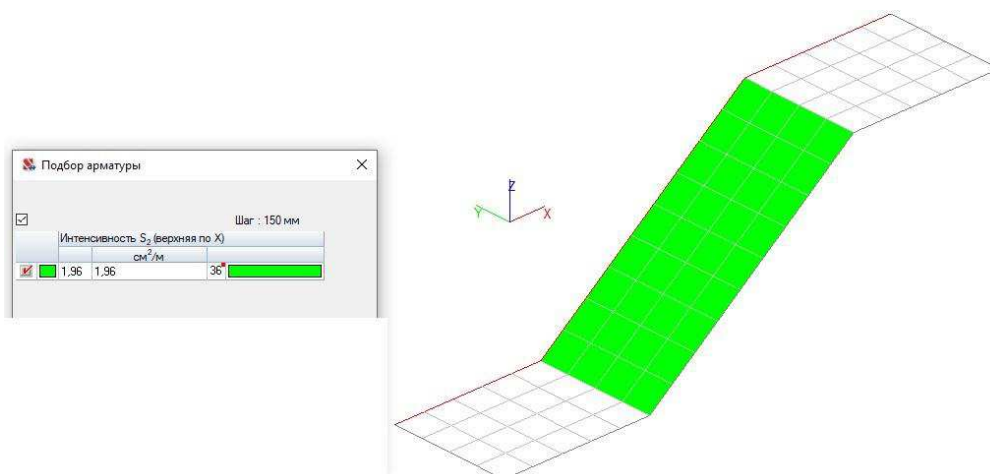 Подбор арматуры
Шаг : 150 мм
Интенсивность S₂ (верхняя по X)
см²/м
1,96 1,96 36
Z
Y X